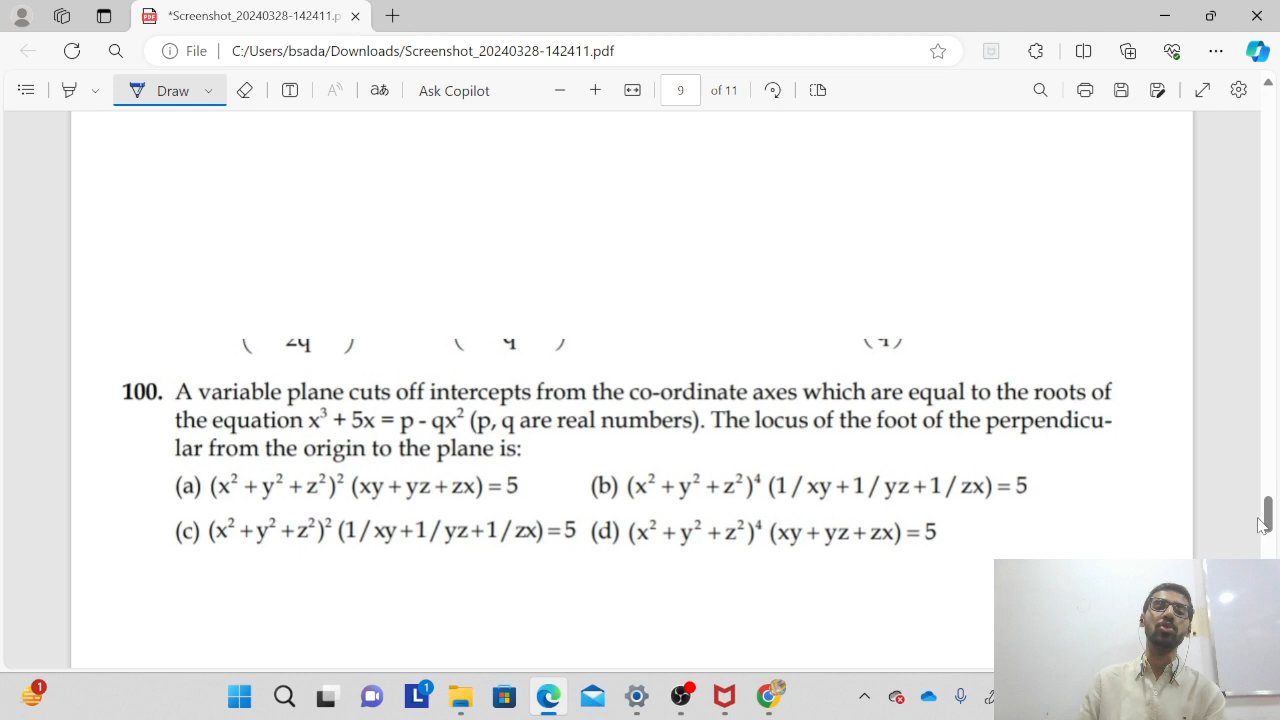 *Screenshot_20240328-142411.p
File
C:/Users/bsada/Downloads/Screenshot_20240328-142411.pdf
Draw
Ask Copilot
9 of 11
2q q
100. A variable plane cuts off intercepts from the co-ordinate axes which are equal to the roots of
the equation x³ + 5x = p - qx² (p, q are real numbers). The locus of the foot of the perpendicu-
lar from the origin to the plane is:
(a) (x² + y² + z²)² (xy + yz + zx) = 5 (b) (x² + y² + z²)⁴ (1/xy + 1/yz + 1/zx) = 5
(c) (x² + y² + z²)² (1/xy + 1/yz + 1/zx) = 5 (d) (x² + y² + z²)⁴ (xy + yz + zx) = 5
1
1